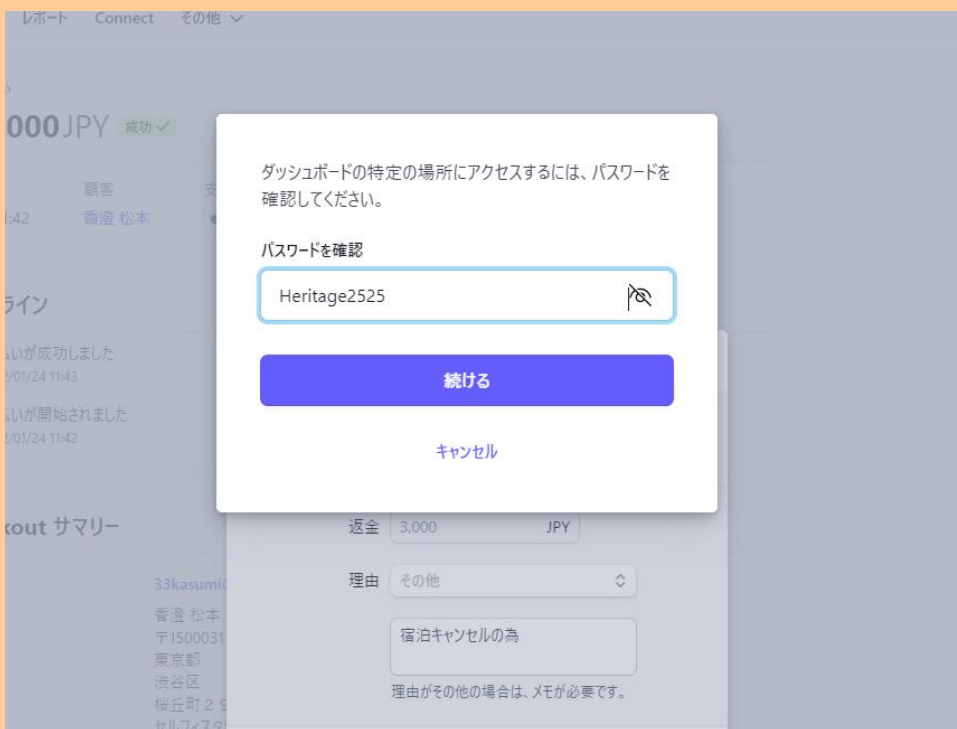 レポート Connect その他
000 JPY 成功
顧客
1:42 香澄 松本
ダッシュボードの特定の場所にアクセスするには、パスワードを
確認してください。
パスワードを確認
Heritage2525
続ける
キャンセル
ライン
いが成功しました
/01/24 11:43
いが開始されました
/01/24 11:42
kout サマリー
返金 3,000 JPY
理由 その他
宿泊キャンセルの為
理由がその他の場合は、メモが必要です。
33kasumi
香澄 松本
〒1500031
東京都
渋谷区
桜丘町２９